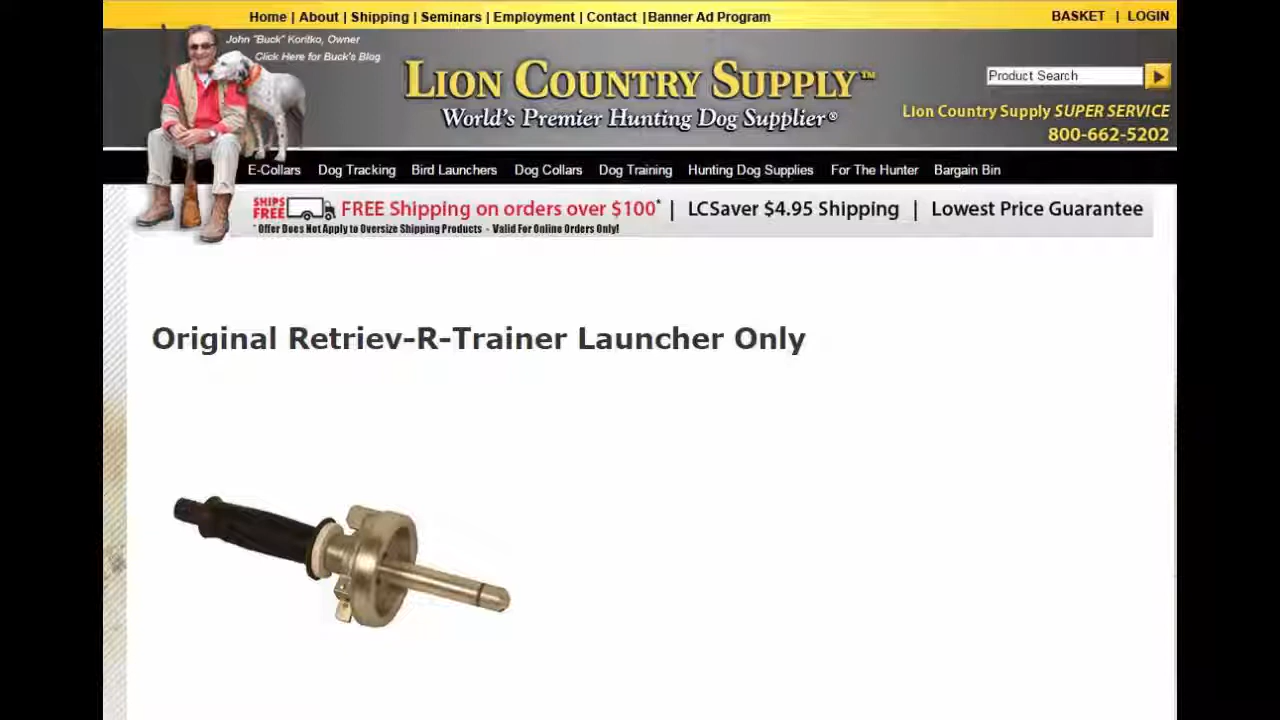 Home | About | Shipping | Seminars | Employment | Contact |Banner Ad Program
BASKET | LOGIN
John "Buck" Koritko, Owner
Click Here for Buck's Blog
LION COUNTRY SUPPLY™
World's Premier Hunting Dog Supplier®
Product Search
Lion Country Supply SUPER SERVICE
800-662-5202
E-Collars Dog Tracking Bird Launchers Dog Collars Dog Training Hunting Dog Supplies For The Hunter Bargain Bin
SHIPS FREE FREE Shipping on orders over $100* | LCSaver $4.95 Shipping | Lowest Price Guarantee
* Offer Does Not Apply to Oversize Shipping Products - Valid For Online Orders Only!
Original Retriev-R-Trainer Launcher Only